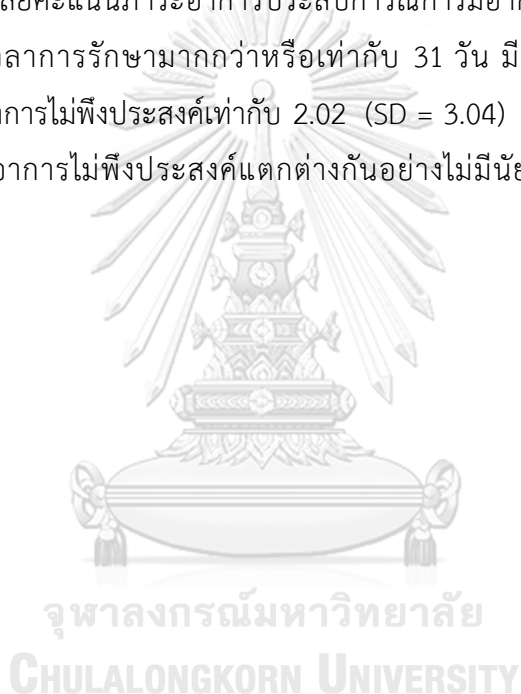 ลาการรักษามากกว่าหรือเท่ากับ 31 วัน มี
าการไม่พึงประสงค์เท่ากับ 2.02 (SD = 3.04)
อาการไม่พึงประสงค์แตกต่างกันอย่างไม่มีนัย
จุฬาลงกรณ์มหาวิทยาลัย
CHULALONGKORN UNIVERSITY